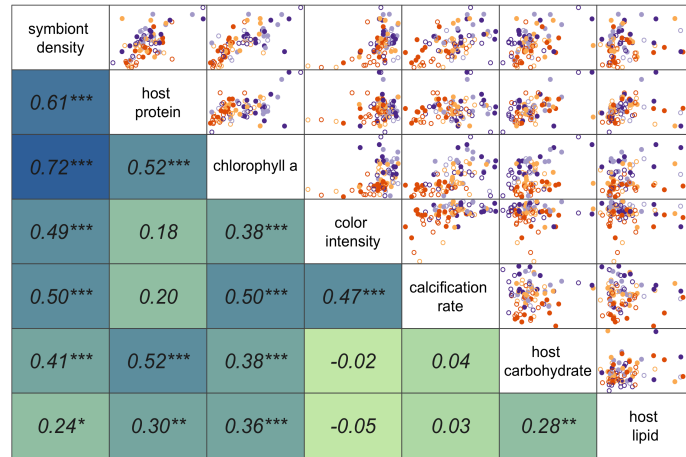 symbiont
density
0.61***
host
protein
0.72***
0.52***
chlorophyll a
0.49***
0.18
0.38***
color
intensity
0.50***
0.20
0.50***
0.47***
calcification
rate
0.41***
0.52***
0.38***
-0.02
0.04
host
carbohydrate
0.24*
0.30**
0.36***
-0.05
0.03
0.28**
host
lipid